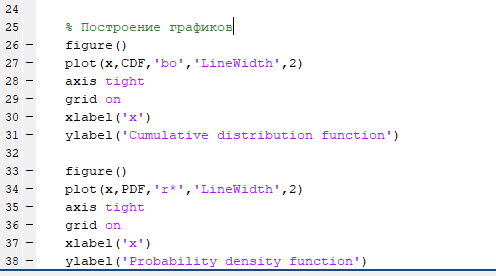 24
25 % Построение графиков
26 – figure()
27 – plot(x,CDF,'bo','LineWidth',2)
28 – axis tight
29 – grid on
30 – xlabel('x')
31 – ylabel('Cumulative distribution function')
32
33 – figure()
34 – plot(x,PDF,'r*','LineWidth',2)
35 – axis tight
36 – grid on
37 – xlabel('x')
38 – ylabel('Probability density function')